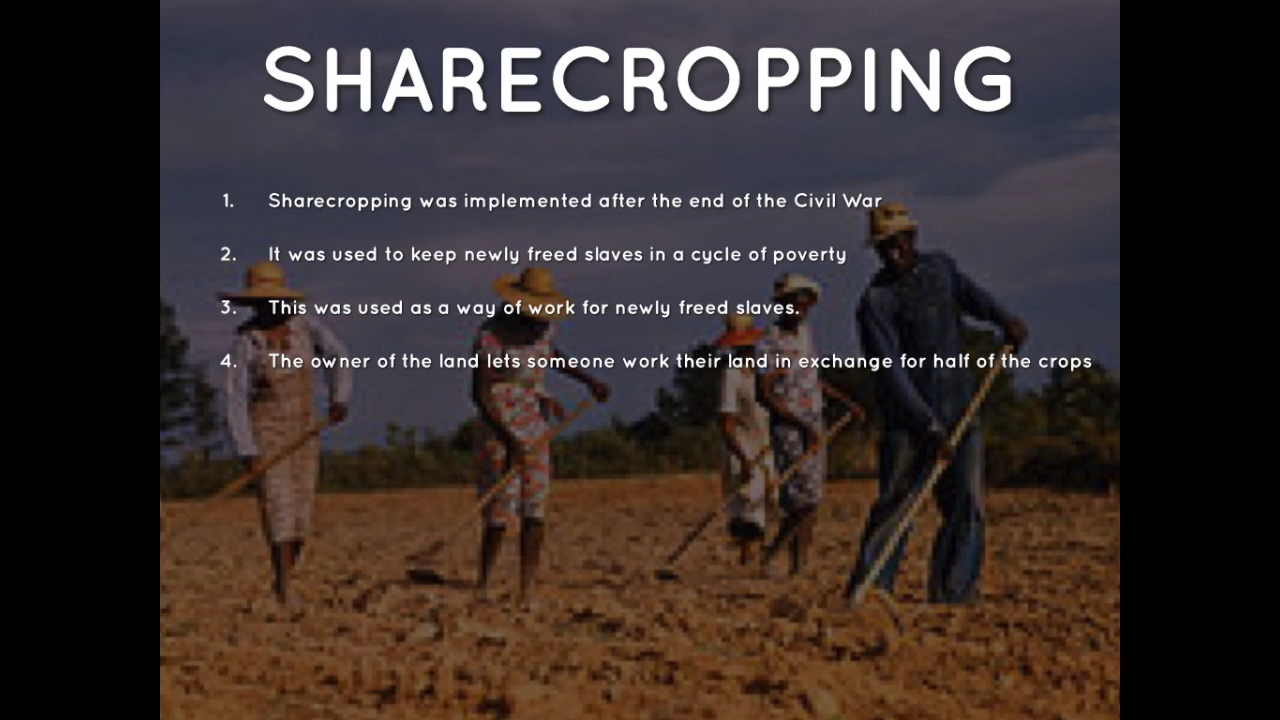 SHARECROPPING
1. Sharecropping was implemented after the end of the Civil War
2. It was used to keep newly freed slaves in a cycle of poverty
3. This was used as a way of work for newly freed slaves.
4. The owner of the land lets someone work their land in exchange for half of the crops